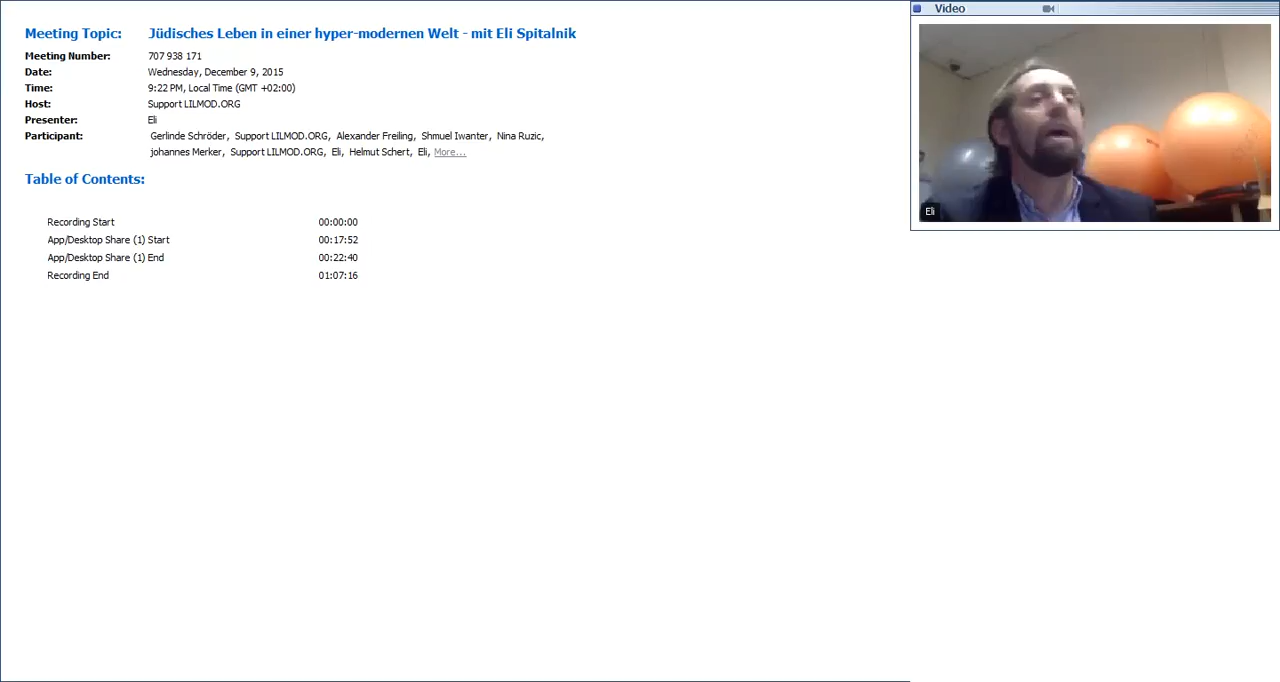 Meeting Topic: Jüdisches Leben in einer hyper-modernen Welt - mit Eli Spitalnik
Meeting Number: 707 938 171
Date: Wednesday, December 9, 2015
Time: 9:22 PM, Local Time (GMT +02:00)
Host: Support LILMOD.ORG
Presenter: Eli
Participant: Gerlinde Schröder, Support LILMOD.ORG, Alexander Freiling, Shmuel Iwanter, Nina Ruzic,
johannes Merker, Support LILMOD.ORG, Eli, Helmut Schert, Eli, More...
Table of Contents:
Recording Start 00:00:00
App/Desktop Share (1) Start 00:17:52
App/Desktop Share (1) End 00:22:40
Recording End 01:07:16
Video
Eli